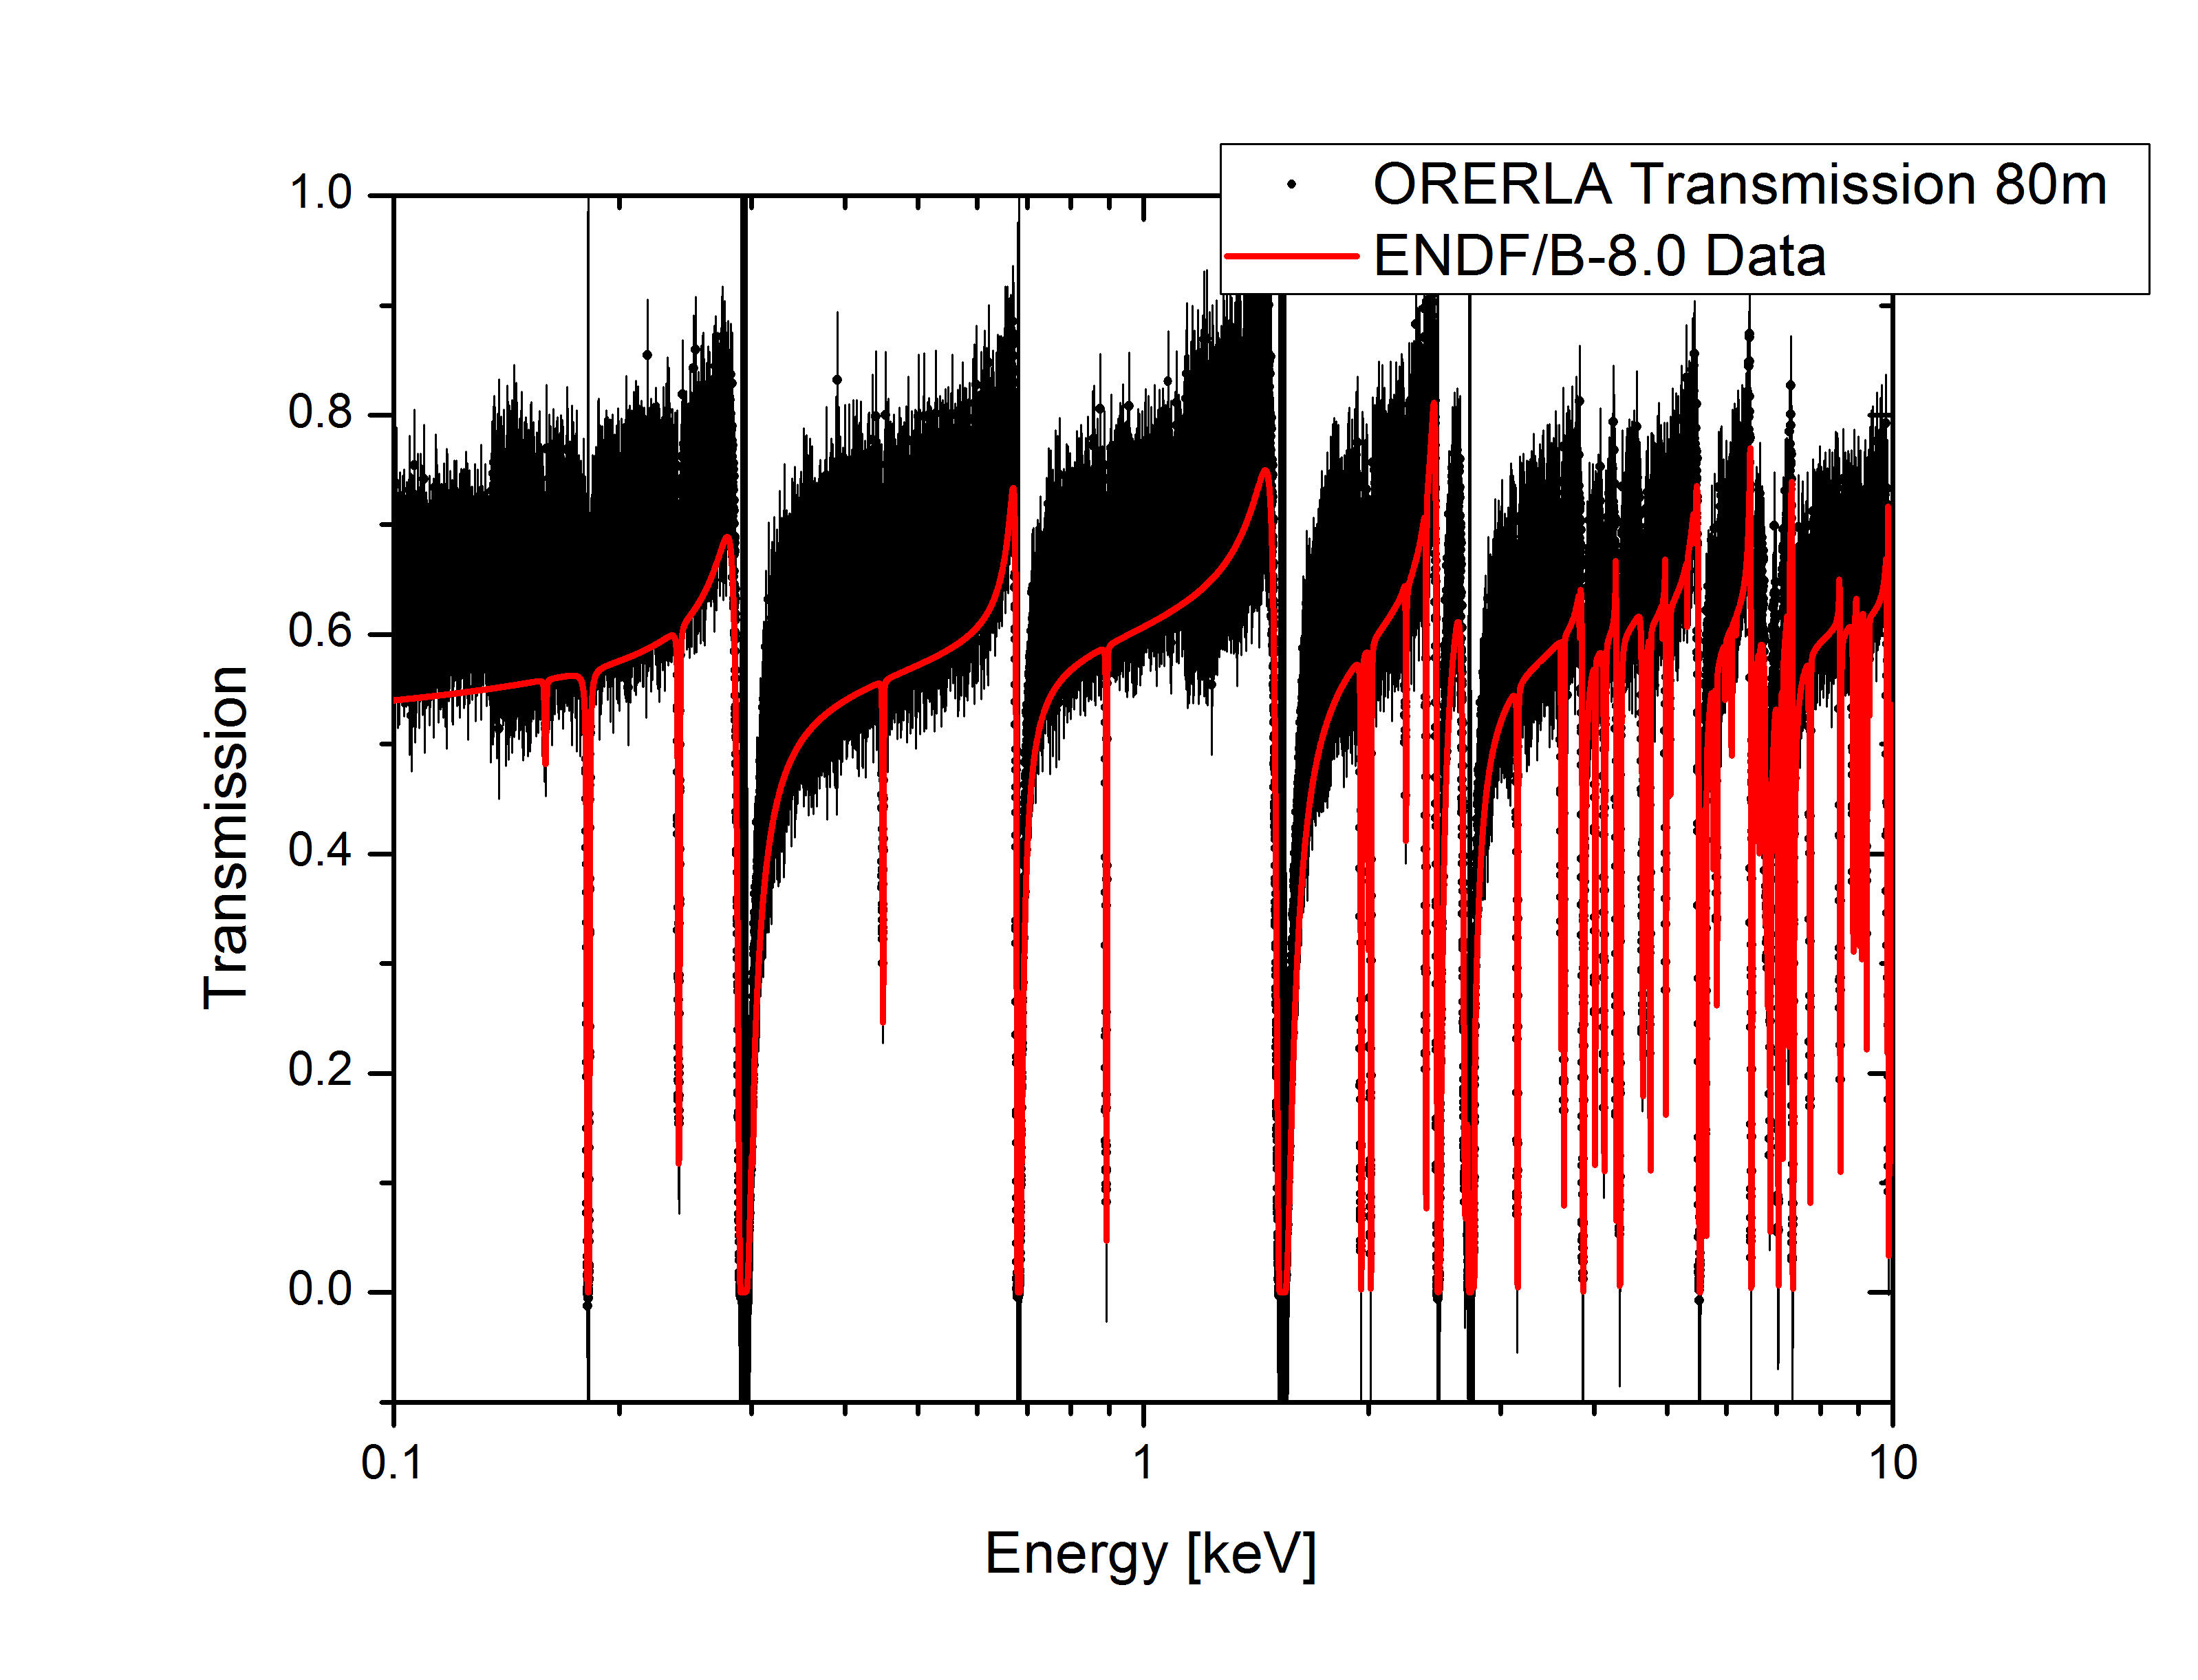 ORERLA Transmission 80m
ENDF/B-8.0 Data
1.0
0.8
0.6
0.4
0.2
0.0
Transmission
0.1
1
10
Energy [keV]